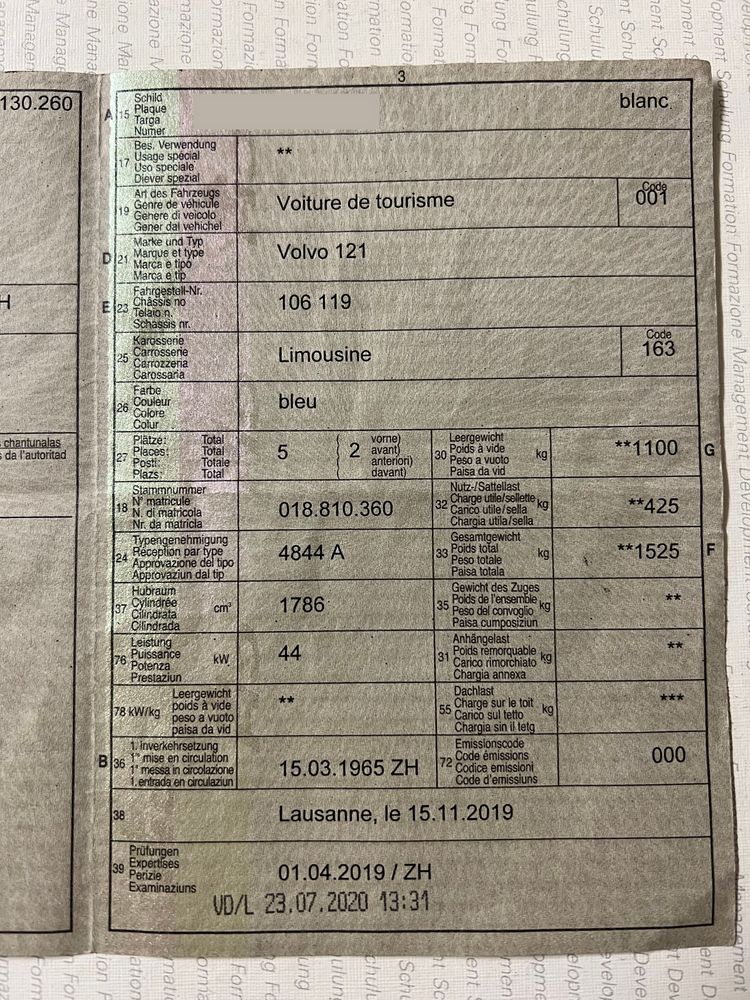 3
130.260
A 15 Schild
Plaque
Targa
Numer
blanc
17 Bes. Verwendung
Usage spécial
Uso speciale
Diever spezial
**
19 Art des Fahrzeugs
Genre de véhicule
Genere di veicolo
Gener dal vehichel
Voiture de tourisme
Code
001
D 21 Marke und Typ
Marque et type
Marca e tipo
Marca e tip
Volvo 121
E 23 Fahrgestell-Nr.
Châssis no
Telaio n.
Schassis nr.
106 119
H
25 Karosserie
Carrosserie
Carrozzeria
Carossaria
Limousine
Code
163
26 Farbe
Couleur
Colore
Colur
bleu
chantunalas
da l'autoritad
27 Plätze: Total
Places: Total
Posti: Totale
Plazs: Total
5 ( 2 vorne)
avant)
anteriori)
davant)
30 Leergewicht
Poids à vide
Peso a vuoto
Paisa da vid
kg
**1100 G
18 Stammnummer
N° matricule
N. di matricola
Nr. da matricla
018.810.360
32 Nutz-/Sattellast
Charge utile/sellette
Carico utile/sella
Chargia utila/sella
kg
**425
24 Typengenehmigung
Réception par type
Approvazione del tipo
Approvaziun dal tip
4844 A
33 Gesamtgewicht
Poids total
Peso totale
Paisa totala
kg
**1525 F
37 Hubraum
Cylindrée
Cilindrata
Cilindrada
cm³
1786
35 Gewicht des Zuges
Poids de l'ensemble
Peso del convoglio
Paisa cumposiziun
kg
**
76 Leistung
Puissance
Potenza
Prestaziun
kW
44
31 Anhängelast
Poids remorquable
Carico rimorchiato
Chargia annexa
kg
**
78 kW/kg Leergewicht
poids à vide
peso a vuoto
paisa da vid
**
55 Dachlast
Charge sur le toit
Carico sul tetto
Chargia sin il tetg
kg
***
B 36 1. Inverkehrsetzung
1re mise en circulation
1a messa in circolazione
1. entrada en circulaziun
15.03.1965 ZH
72 Emissionscode
Code émissions
Codice emissioni
Code d'emissiuns
000
38 Lausanne, le 15.11.2019
39 Prüfungen
Expertises
Perizie
Examinaziuns
01.04.2019 / ZH
VD/L 23.07.2020 13:31